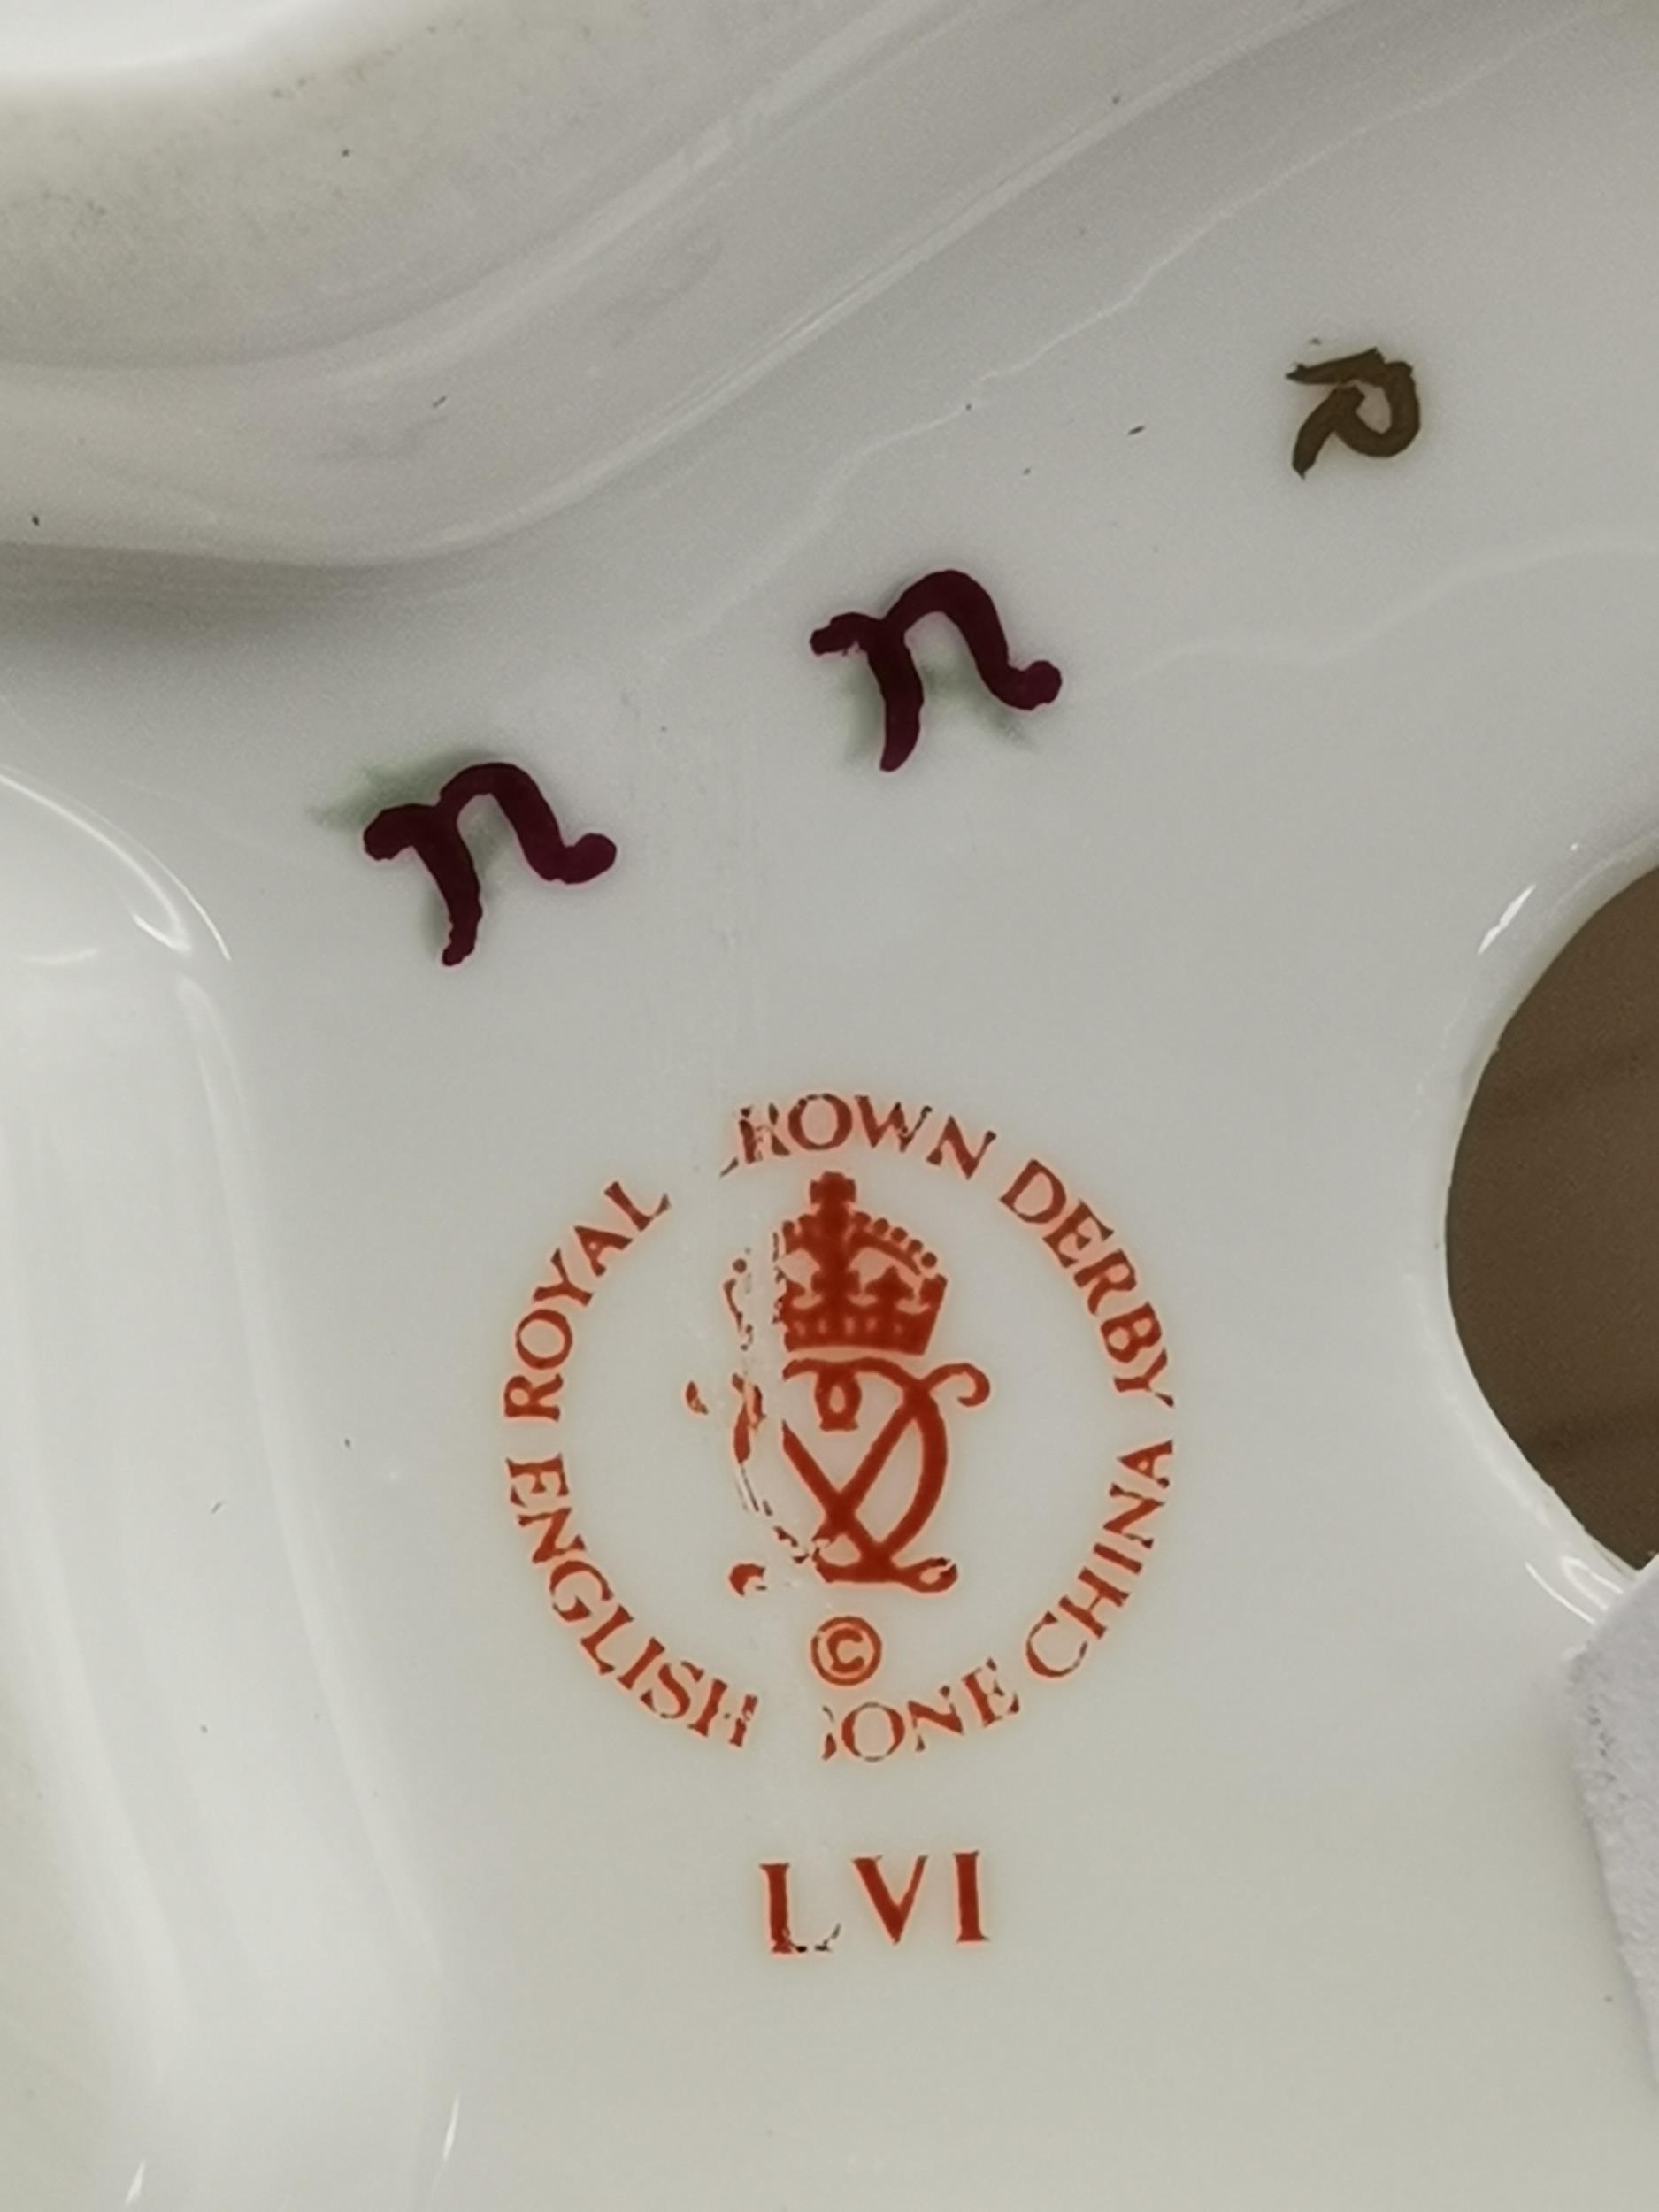 R
n
n
ROYAL CROWN DERBY
ENGLISH BONE CHINA
©
LVI